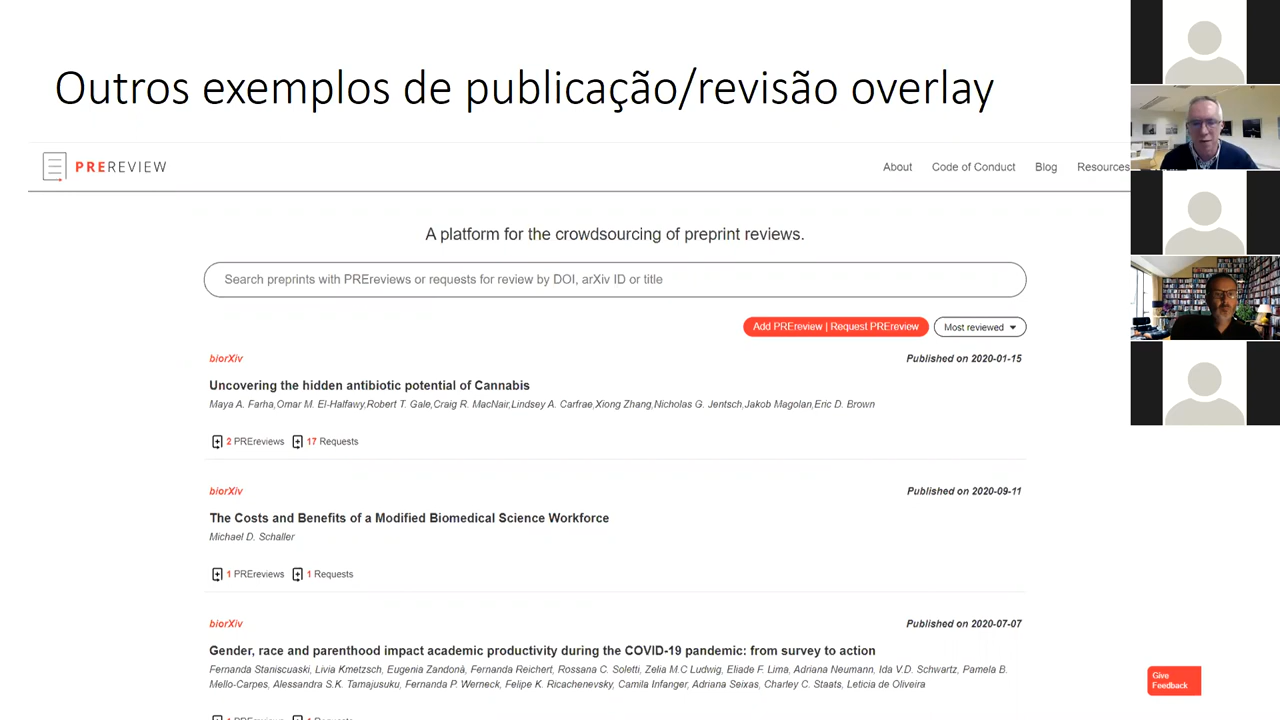 Outros exemplos de publicação/revisão overlay
PREREVIEW
About Code of Conduct Blog Resources
A platform for the crowdsourcing of preprint reviews.
Search preprints with PREreviews or requests for review by DOI, arXiv ID or title
Add PREreview | Request PREreview Most reviewed
biorXiv Published on 2020-01-15
Uncovering the hidden antibiotic potential of Cannabis
Maya A. Farha,Omar M. El-Halfawy,Robert T. Gale,Craig R. MacNair,Lindsey A. Carfrae,Xiong Zhang,Nicholas G. Jentsch,Jakob Magolan,Eric D. Brown
2 PREreviews 17 Requests
biorXiv Published on 2020-09-11
The Costs and Benefits of a Modified Biomedical Science Workforce
Michael D. Schaller
1 PREreviews 1 Requests
biorXiv Published on 2020-07-07
Gender, race and parenthood impact academic productivity during the COVID-19 pandemic: from survey to action
Fernanda Staniscuaski, Livia Kmetzsch, Eugenia Zandonà, Fernanda Reichert, Rossana C. Soletti, Zelia M.C Ludwig, Eliade F. Lima, Adriana Neumann, Ida V.D. Schwartz, Pamela B.
Mello-Carpes, Alessandra S.K. Tamajusuku, Fernanda P. Werneck, Felipe K. Ricachenevsky, Camila Infanger, Adriana Seixas, Charley C. Staats, Leticia de Oliveira
Give
Feedback